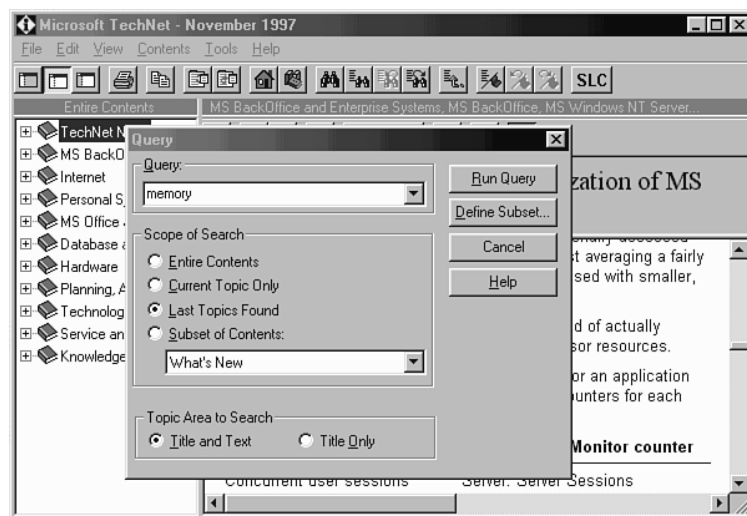 Microsoft TechNet - November 1997
File Edit View Contents Tools Help
SLC
Entire Contents
MS BackOffice and Enterprise Systems, MS BackOffice, MS Windows NT Server...
TechNet N
MS BackO
Internet
Personal S
MS Office
Database
Hardware
Planning, A
Technolog
Service an
Knowledge
Query
Query:
memory
Run Query
Define Subset...
Cancel
Help
Scope of Search
Entire Contents
Current Topic Only
Last Topics Found
Subset of Contents:
What's New
Topic Area to Search
Title and Text Title Only
zation of MS
t averaging a fairly
sed with smaller,
d of actually
sor resources.
or an application
unters for each
Monitor counter
Concurrent user sessions Server: Server Sessions